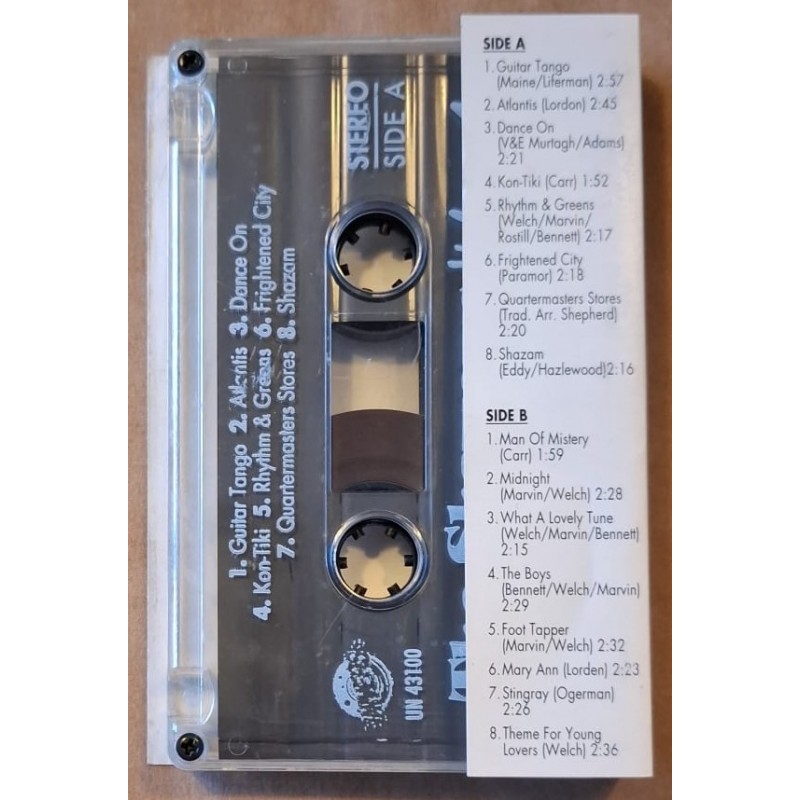 SIDE A
1. Guitar Tango
(Maine/Liferman) 2:57
2. Atlantis (Lordon) 2:45
3. Dance On
(V&E Murtagh/Adams)
2:21
4. Kon-Tiki (Carr) 1:52
5. Rhythm & Greens
(Welch/Marvin/
Rostill/Bennett) 2:17
6. Frightened City
(Paramor) 2:18
7. Quartermasters Stores
(Trad. Arr. Shepherd)
2:20
8. Shazam
(Eddy/Hazlewood)2:16
SIDE B
1. Man Of Mistery
(Carr) 1:59
2. Midnight
(Marvin/Welch) 2:28
3. What A Lovely Tune
(Welch/Marvin/Bennett)
2:15
4. The Boys
(Bennett/Welch/Marvin)
2:29
5. Foot Tapper
(Marvin/Welch) 2:32
6. Mary Ann (Lorden) 2:23
7. Stingray (Ogerman)
2:26
8. Theme For Young
Lovers (Welch) 2:36
1. Guitar Tango 2. Atlantis 3. Dance On
4. Kon-Tiki 5. Rhythm & Greens 6. Frightened City
7. Quartermasters Stores 8. Shazam
STEREO
SIDE A
UN 43100
The